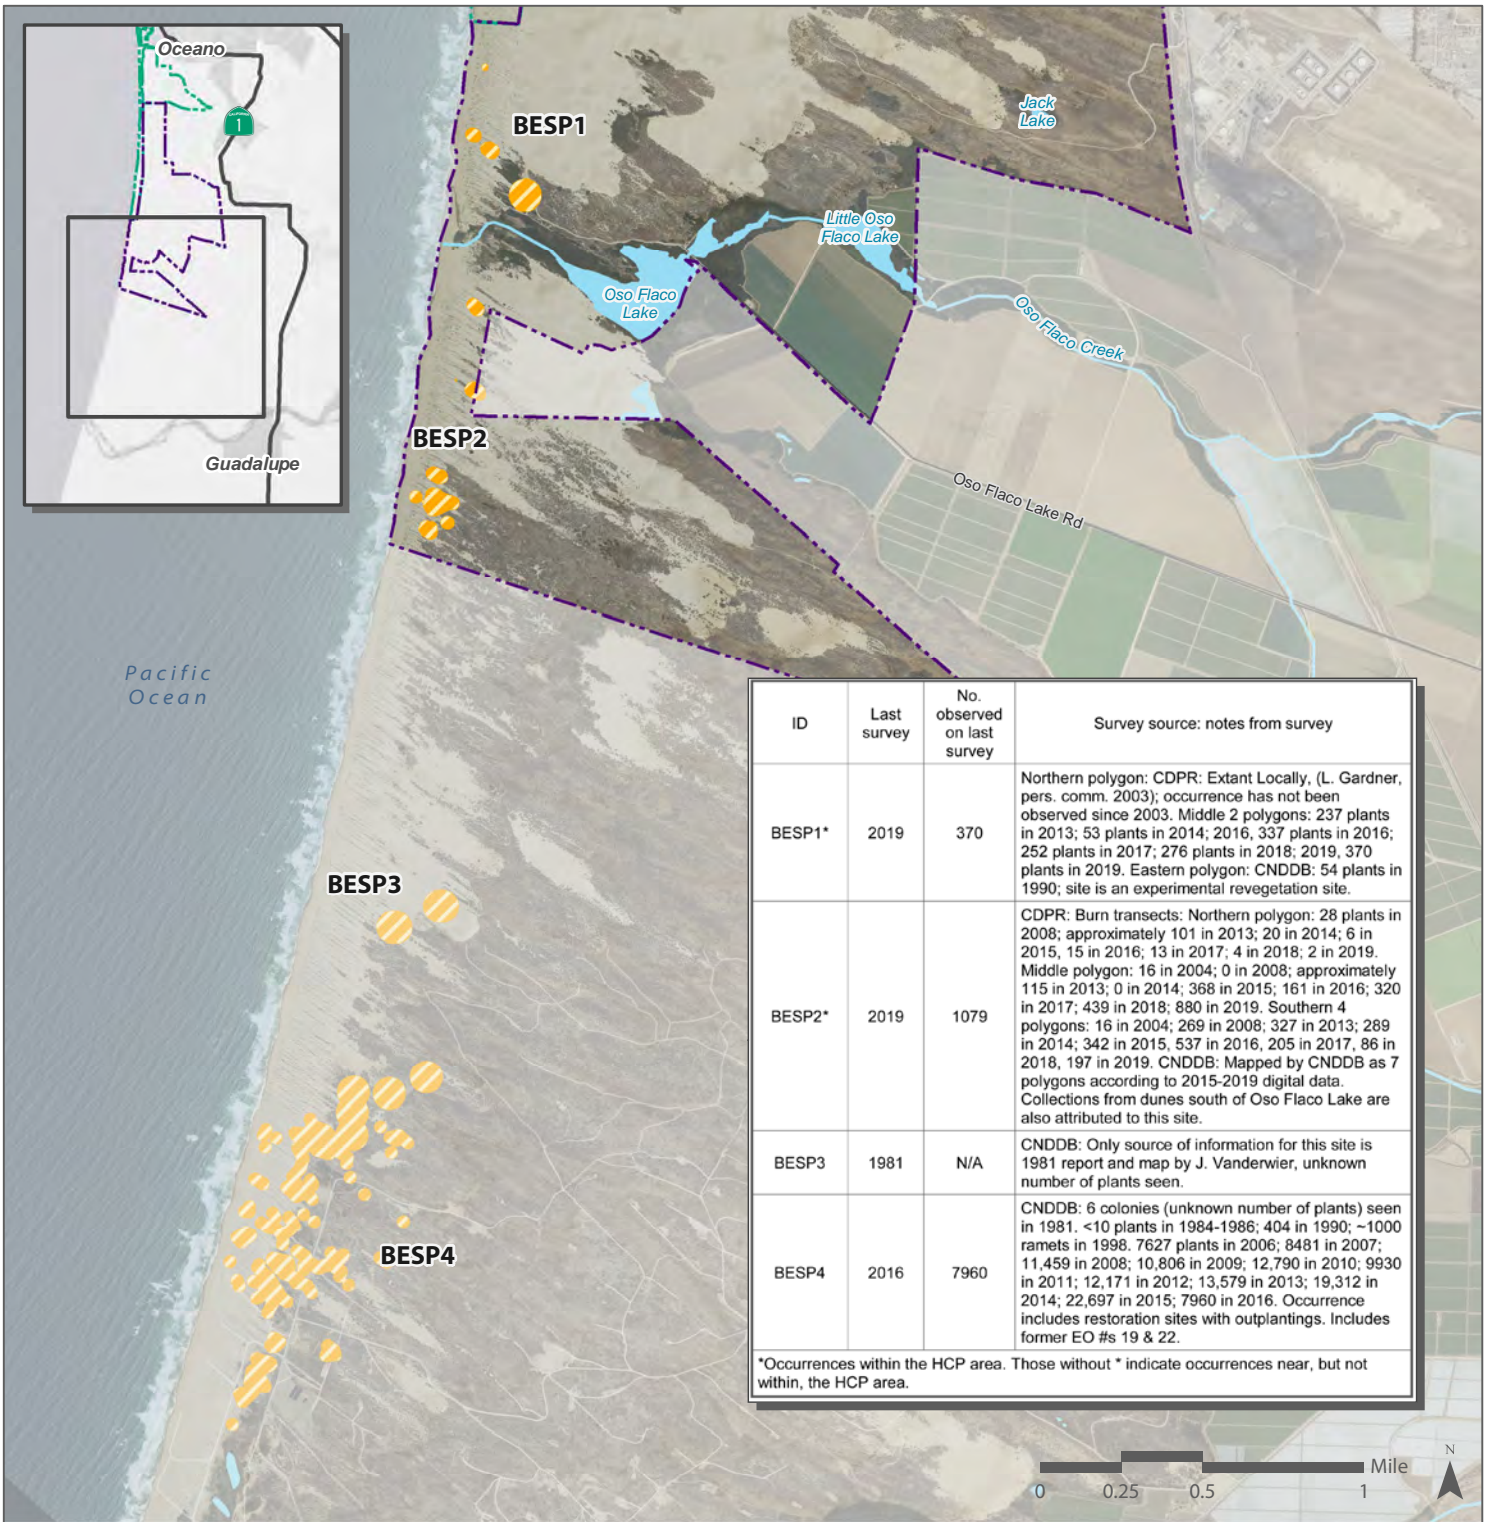 Oceano
CALIFORNIA
1
Guadalupe
BESP1
Jack
Lake
Little Oso
Flaco Lake
Oso Flaco
Lake
Oso Flaco Creek
BESP2
Oso Flaco Lake Rd
Pacific
Ocean
BESP3
BESP4
ID
Last
survey
No.
observed
on last
survey
Survey source: notes from survey
BESP1*
2019
370
Northern polygon: CDPR: Extant Locally, (L. Gardner,
pers. comm. 2003); occurrence has not been
observed since 2003. Middle 2 polygons: 237 plants
in 2013; 53 plants in 2014; 2016, 337 plants in 2016;
252 plants in 2017; 276 plants in 2018; 2019, 370
plants in 2019. Eastern polygon: CNDDB: 54 plants in
1990; site is an experimental revegetation site.
BESP2*
2019
1079
CDPR: Burn transects: Northern polygon: 28 plants in
2008; approximately 101 in 2013; 20 in 2014; 6 in
2015, 15 in 2016; 13 in 2017; 4 in 2018; 2 in 2019.
Middle polygon: 16 in 2004; 0 in 2008; approximately
115 in 2013; 0 in 2014; 368 in 2015; 161 in 2016; 320
in 2017; 439 in 2018; 880 in 2019. Southern 4
polygons: 16 in 2004; 269 in 2008; 327 in 2013; 289
in 2014; 342 in 2015, 537 in 2016, 205 in 2017, 86 in
2018, 197 in 2019. CNDDB: Mapped by CNDDB as 7
polygons according to 2015-2019 digital data.
Collections from dunes south of Oso Flaco Lake are
also attributed to this site.
BESP3
1981
N/A
CNDDB: Only source of information for this site is
1981 report and map by J. Vanderwier, unknown
number of plants seen.
BESP4
2016
7960
CNDDB: 6 colonies (unknown number of plants) seen
in 1981. <10 plants in 1984-1986; 404 in 1990; ~1000
ramets in 1998. 7627 plants in 2006; 8481 in 2007;
11,459 in 2008; 10,806 in 2009; 12,790 in 2010; 9930
in 2011; 12,171 in 2012; 13,579 in 2013; 19,312 in
2014; 22,697 in 2015; 7960 in 2016. Occurrence
includes restoration sites with outplantings. Includes
former EO #s 19 & 22.
*Occurrences within the HCP area. Those without * indicate occurrences near, but not
within, the HCP area.
Mile
0 0.25 0.5 1
N